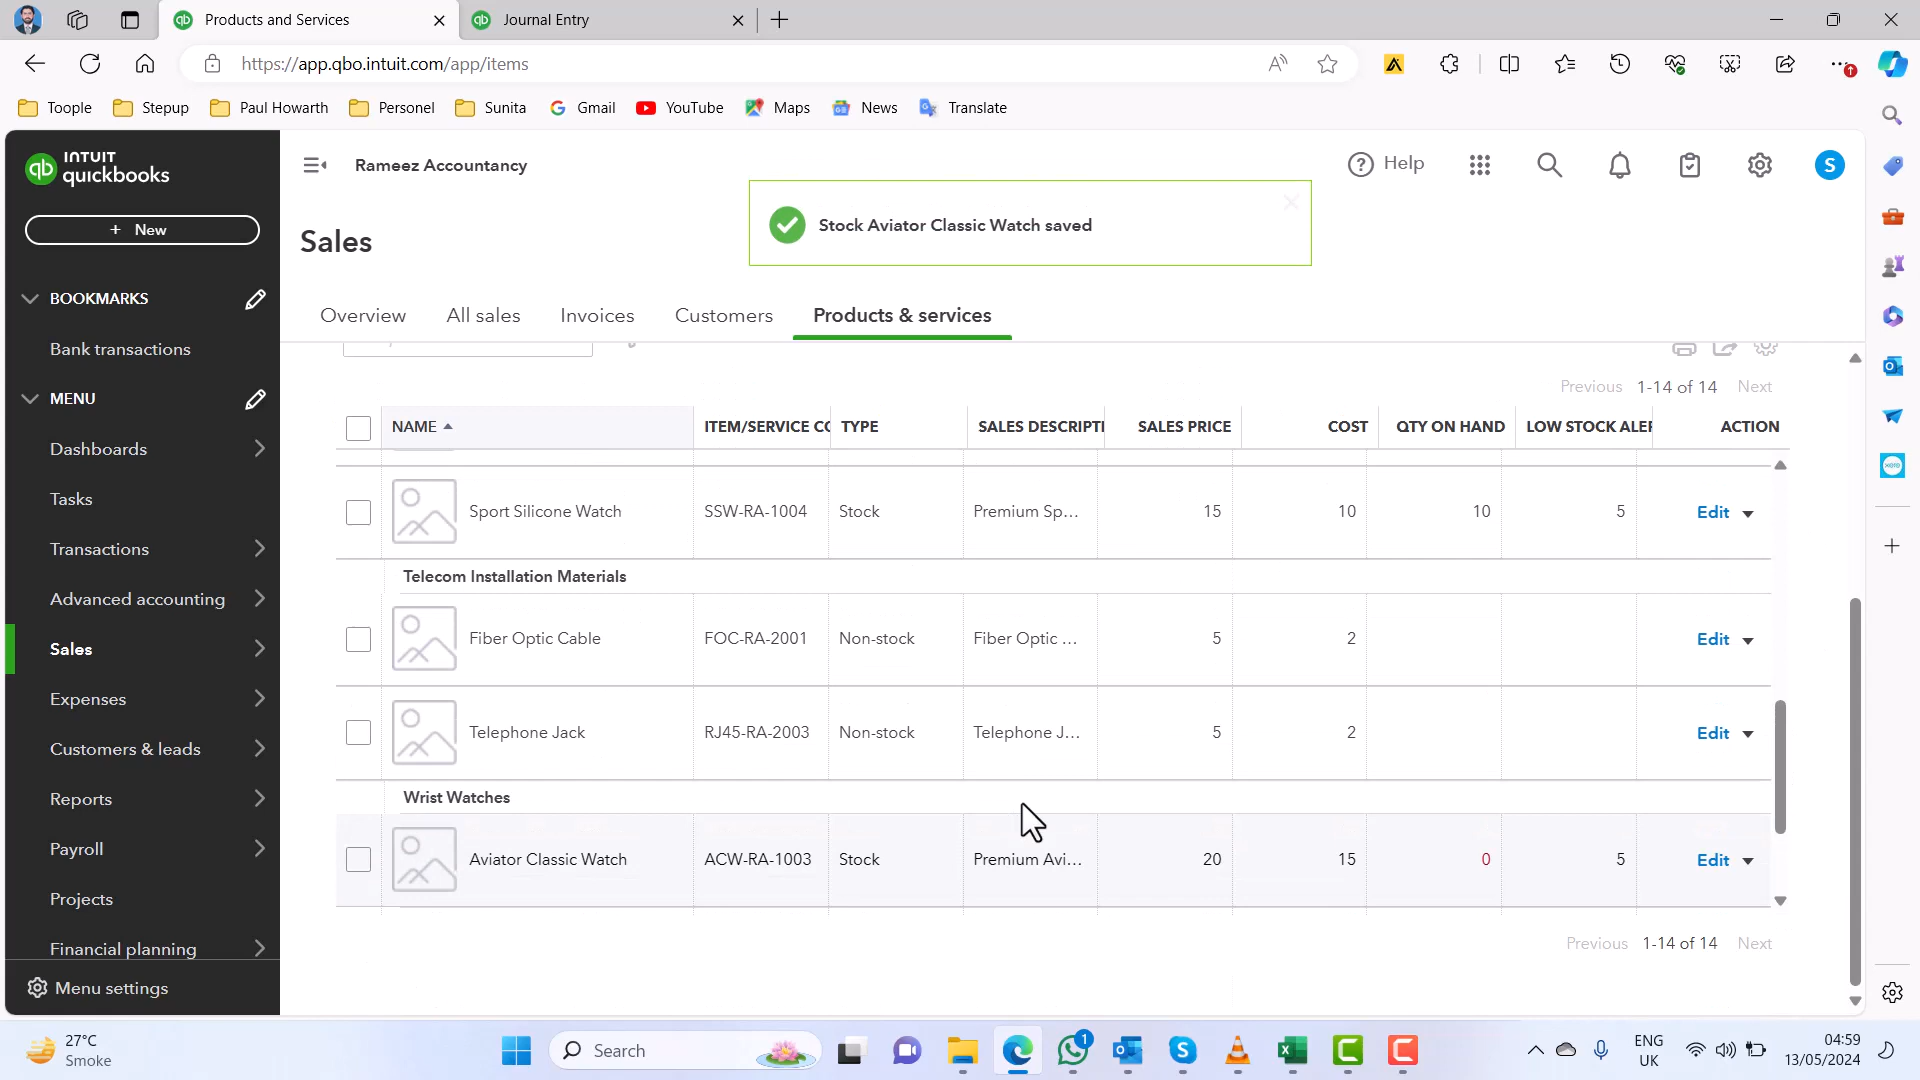 Products and Services
Journal Entry
https://app.qbo.intuit.com/app/items
Toople
Stepup
Paul Howarth
Personel
Sunita
Gmail
YouTube
Maps
News
Translate
INTUIT
quickbooks
Rameez Accountancy
Help
S
+ New
Stock Aviator Classic Watch saved
Sales
BOOKMARKS
Overview
All sales
Invoices
Customers
Products & services
Bank transactions
MENU
Dashboards
Tasks
Transactions
Advanced accounting
Sales
Expenses
Customers & leads
Reports
Payroll
Projects
Financial planning
Menu settings
Previous 1-14 of 14 Next
NAME ITEM/SERVICE CO TYPE SALES DESCRIPTI SALES PRICE COST QTY ON HAND LOW STOCK ALER ACTION
Sport Silicone Watch SSW-RA-1004 Stock Premium Sp... 15 10 10 5 Edit
Telecom Installation Materials
Fiber Optic Cable FOC-RA-2001 Non-stock Fiber Optic ... 5 2 Edit
Telephone Jack RJ45-RA-2003 Non-stock Telephone J... 5 2 Edit
Wrist Watches
Aviator Classic Watch ACW-RA-1003 Stock Premium Avi... 20 15 0 5 Edit
Previous 1-14 of 14 Next
27°C
Smoke
Search
1
ENG
UK
04:59
13/05/2024